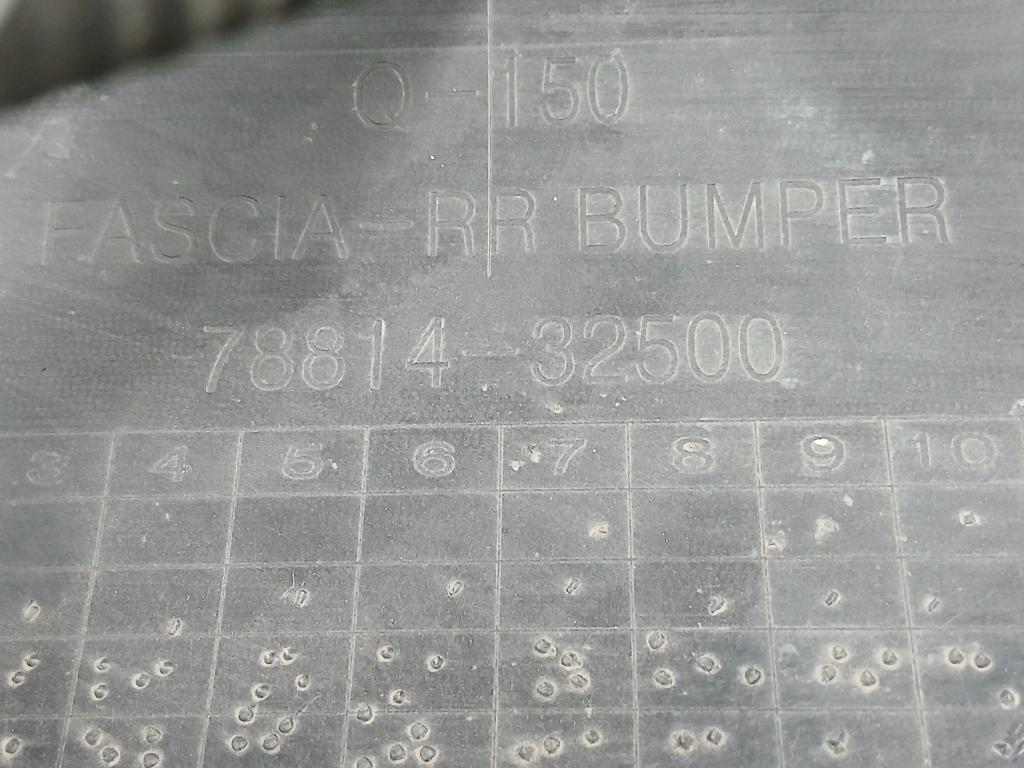 Q-150
FASCIA-RR BUMPER
78814-32500
3 4 5 6 7 8 9 10